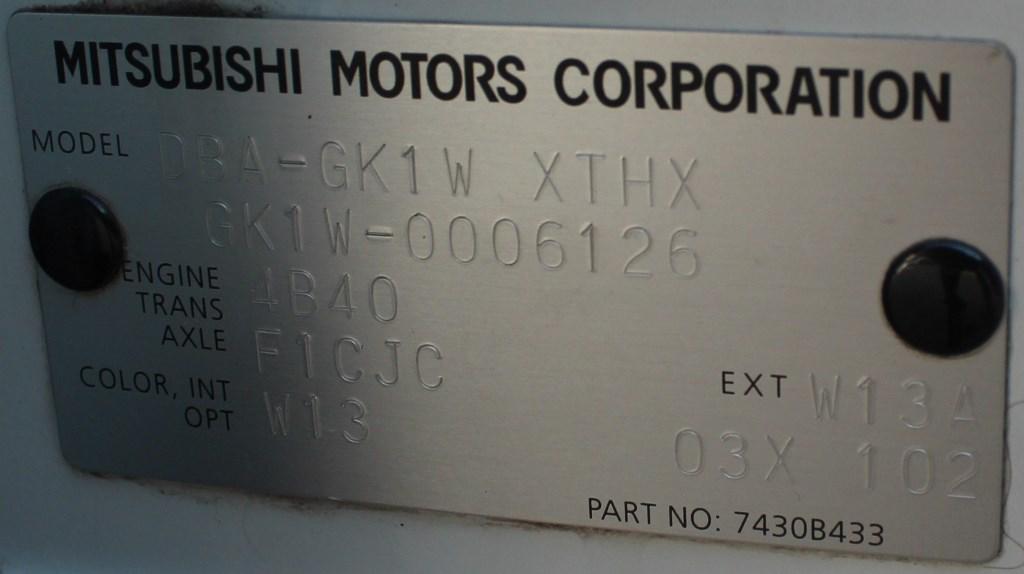 MITSUBISHI MOTORS CORPORATION
MODEL DBA-GK1W XTHX
GK1W-0006126
ENGINE 4B40
TRANS
AXLE F1CJC
COLOR, INT W13 EXT W13A
OPT 03X 102
PART NO: 7430B433